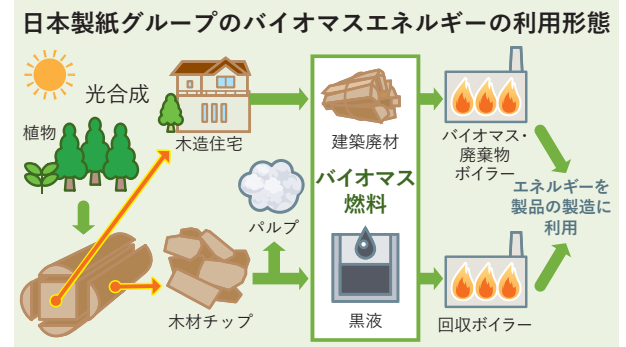 日本製紙グループのバイオマスエネルギーの利用形態
光合成
植物
木造住宅
木材チップ
パルプ
建築廃材
バイオマス
燃料
黒液
バイオマス・
廃棄物
ボイラー
回収ボイラー
エネルギーを
製品の製造に
利用